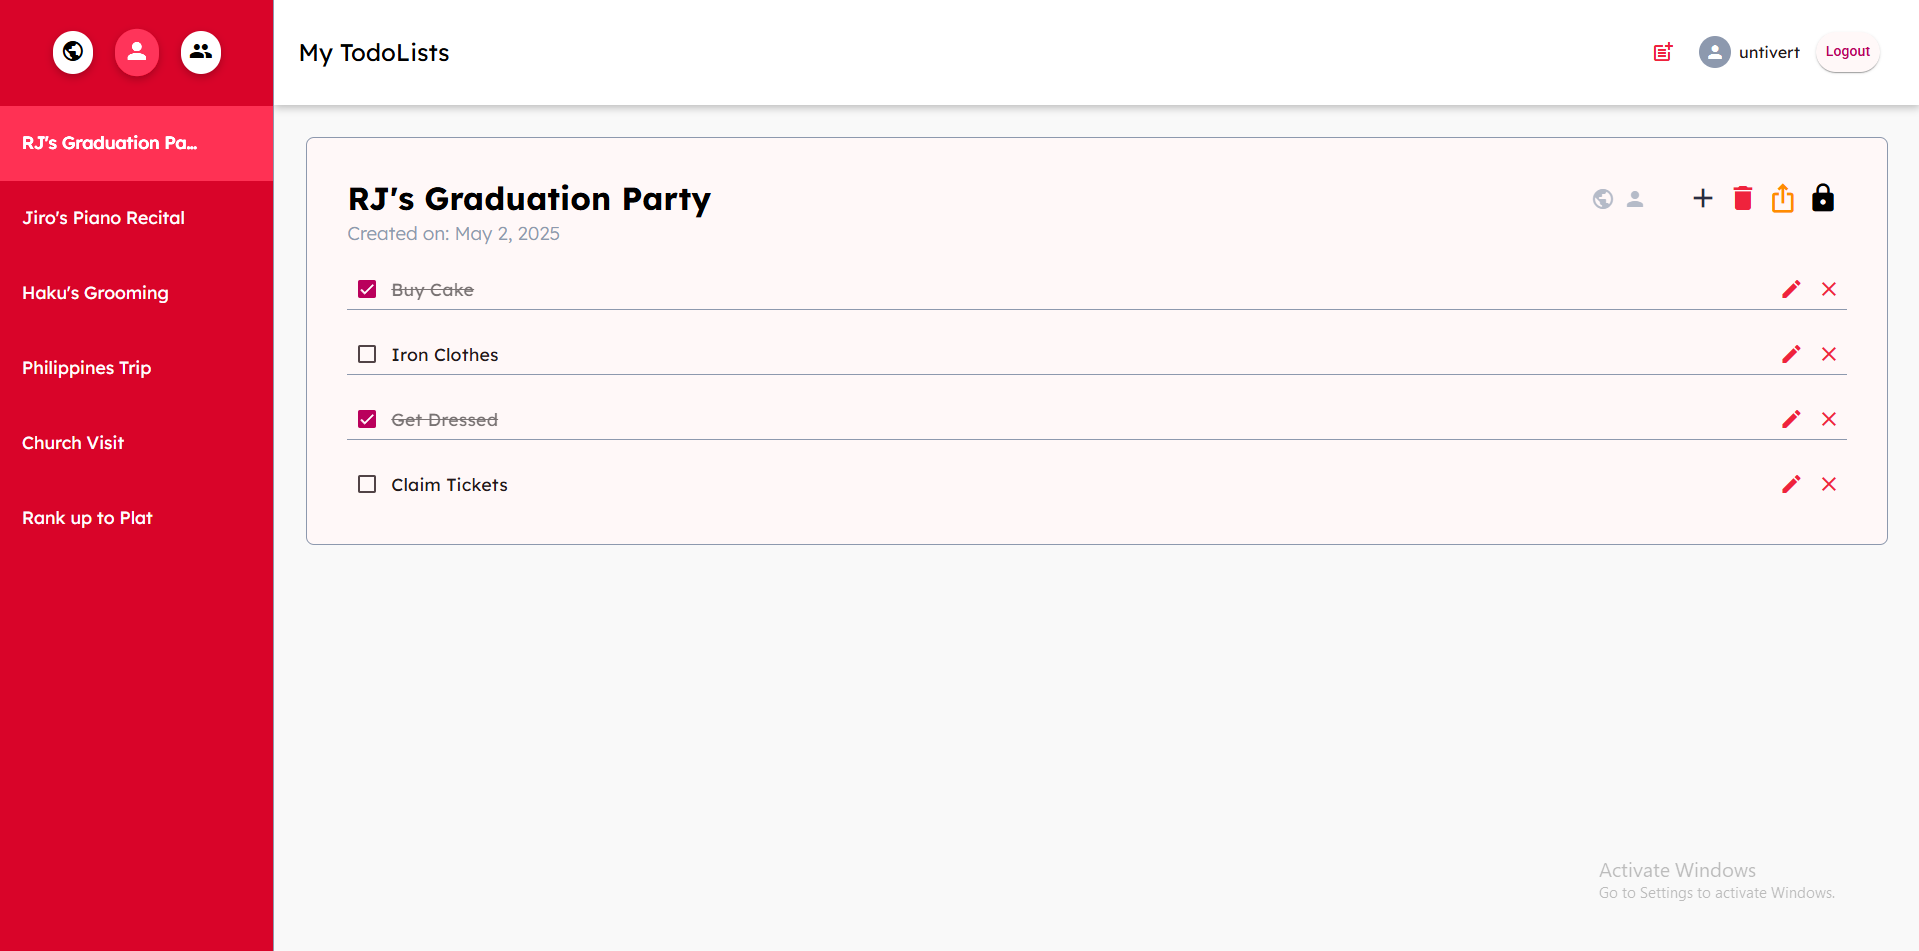 My TodoLists
untivert
Logout
RJ's Graduation Pa...
Jiro's Piano Recital
Haku's Grooming
Philippines Trip
Church Visit
Rank up to Plat
RJ's Graduation Party
Created on: May 2, 2025
Buy Cake
Iron Clothes
Get Dressed
Claim Tickets
Activate Windows
Go to Settings to activate Windows.